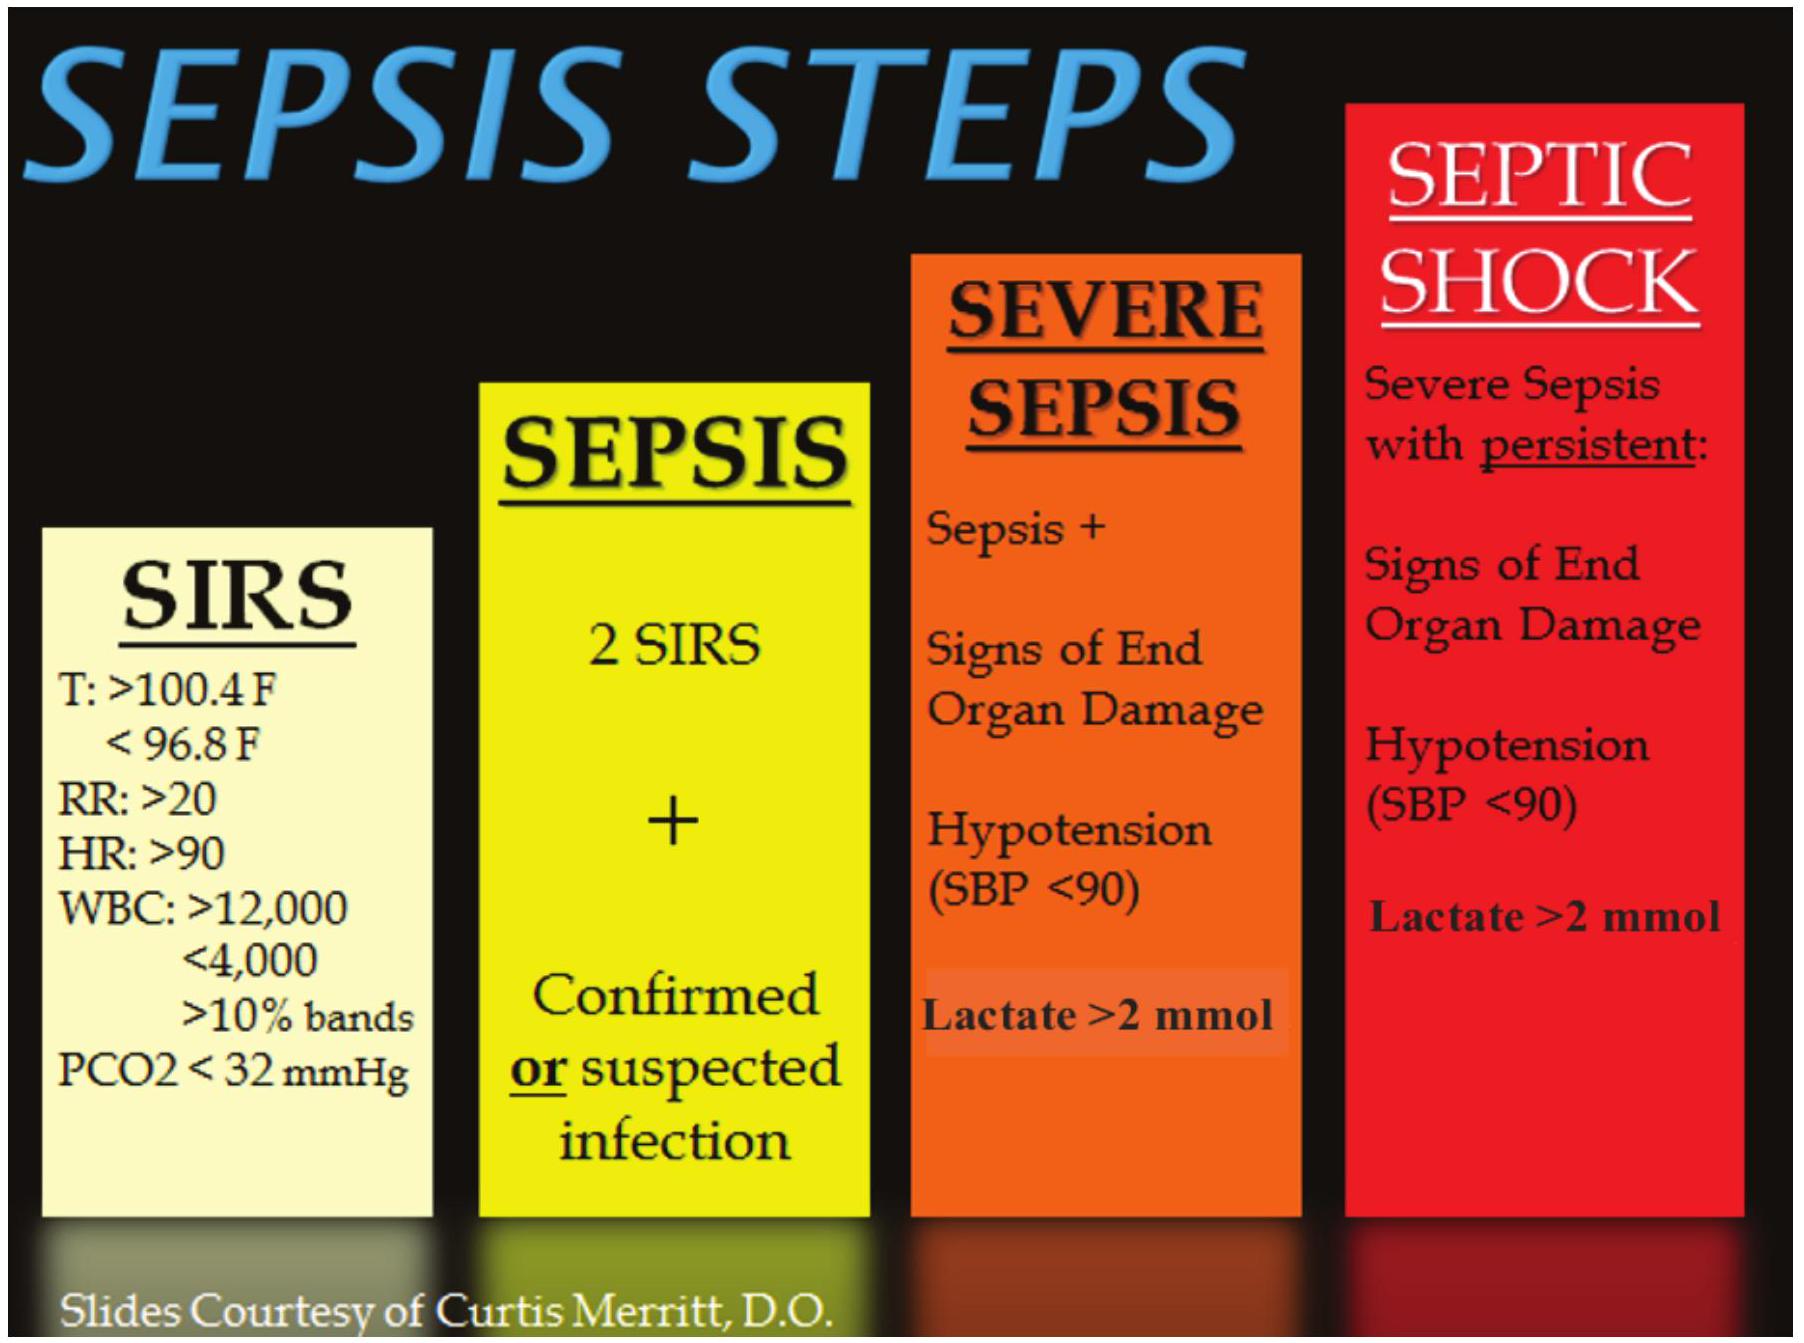 SEPSIS STEPS
SIRS
T: >100.4 F
< 96.8 F
RR: >20
HR: >90
WBC: >12,000
<4,000
>10% bands
PCO2 < 32 mmHg
SEPSIS
2 SIRS
+
Confirmed
or suspected
infection
SEVERE
SEPSIS
Sepsis +
Signs of End
Organ Damage
Hypotension
(SBP <90)
Lactate >2 mmol
SEPTIC
SHOCK
Severe Sepsis
with persistent:
Signs of End
Organ Damage
Hypotension
(SBP <90)
Lactate >2 mmol
Slides Courtesy of Curtis Merritt, D.O.